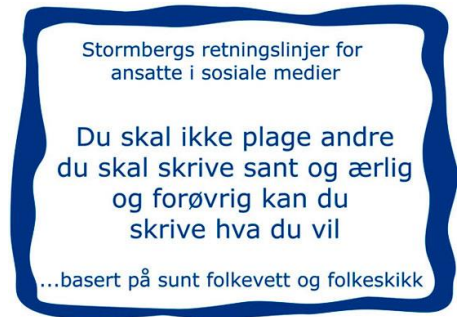 Stormbergs retningslinjer for
ansatte i sosiale medier
Du skal ikke plage andre
du skal skrive sant og ærlig
og forøvrig kan du
skrive hva du vil
...basert på sunt folkevett og folkeskikk